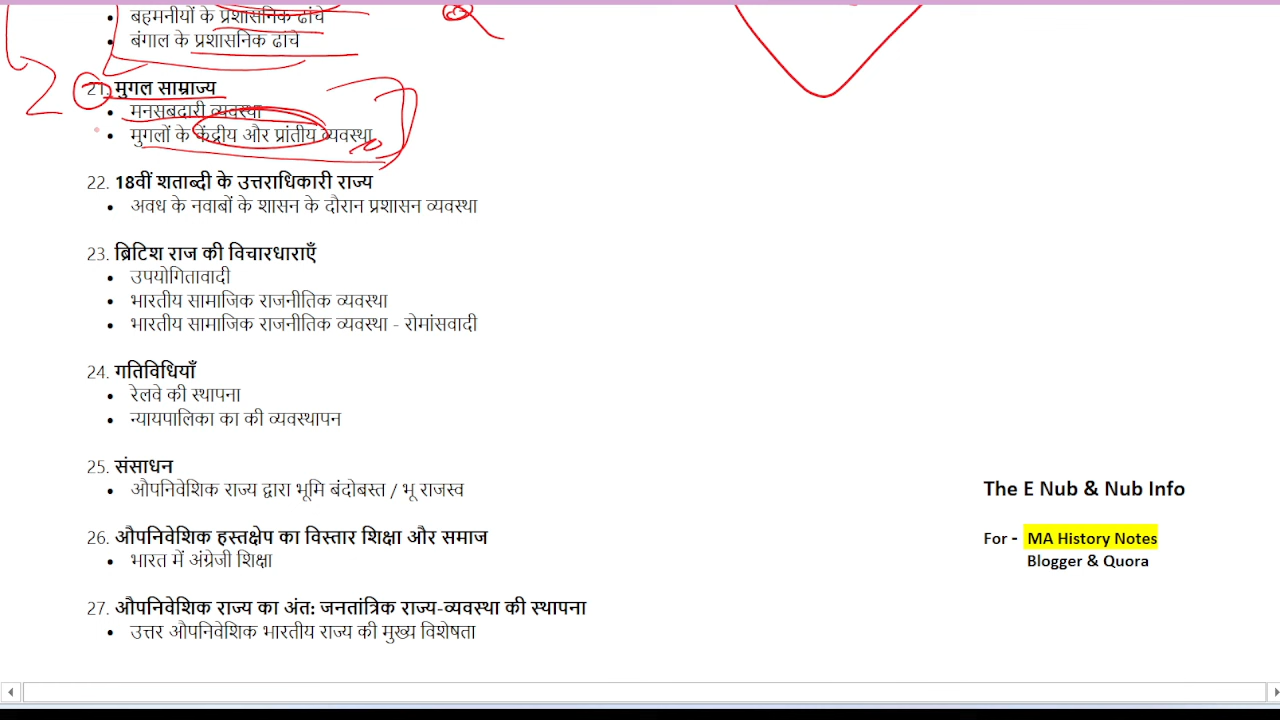 • बहमनीयों के प्रशासनिक ढांचे
• बंगाल के प्रशासनिक ढांचे
21. मुगल साम्राज्य
• मनसबदारी व्यवस्था
• मुगलों के केंद्रीय और प्रांतीय व्यवस्था
22. 18वीं शताब्दी के उत्तराधिकारी राज्य
• अवध के नवाबों के शासन के दौरान प्रशासन व्यवस्था
23. ब्रिटिश राज की विचारधाराएँ
• उपयोगितावादी
• भारतीय सामाजिक राजनीतिक व्यवस्था
• भारतीय सामाजिक राजनीतिक व्यवस्था - रोमांसवादी
24. गतिविधियाँ
• रेलवे की स्थापना
• न्यायपालिका का की व्यवस्थापन
25. संसाधन
• औपनिवेशिक राज्य द्वारा भूमि बंदोबस्त / भू राजस्व
26. औपनिवेशिक हस्तक्षेप का विस्तार शिक्षा और समाज
• भारत में अंग्रेजी शिक्षा
27. औपनिवेशिक राज्य का अंत: जनतांत्रिक राज्य-व्यवस्था की स्थापना
• उत्तर औपनिवेशिक भारतीय राज्य की मुख्य विशेषता
The E Nub & Nub Info
For - MA History Notes
Blogger & Quora